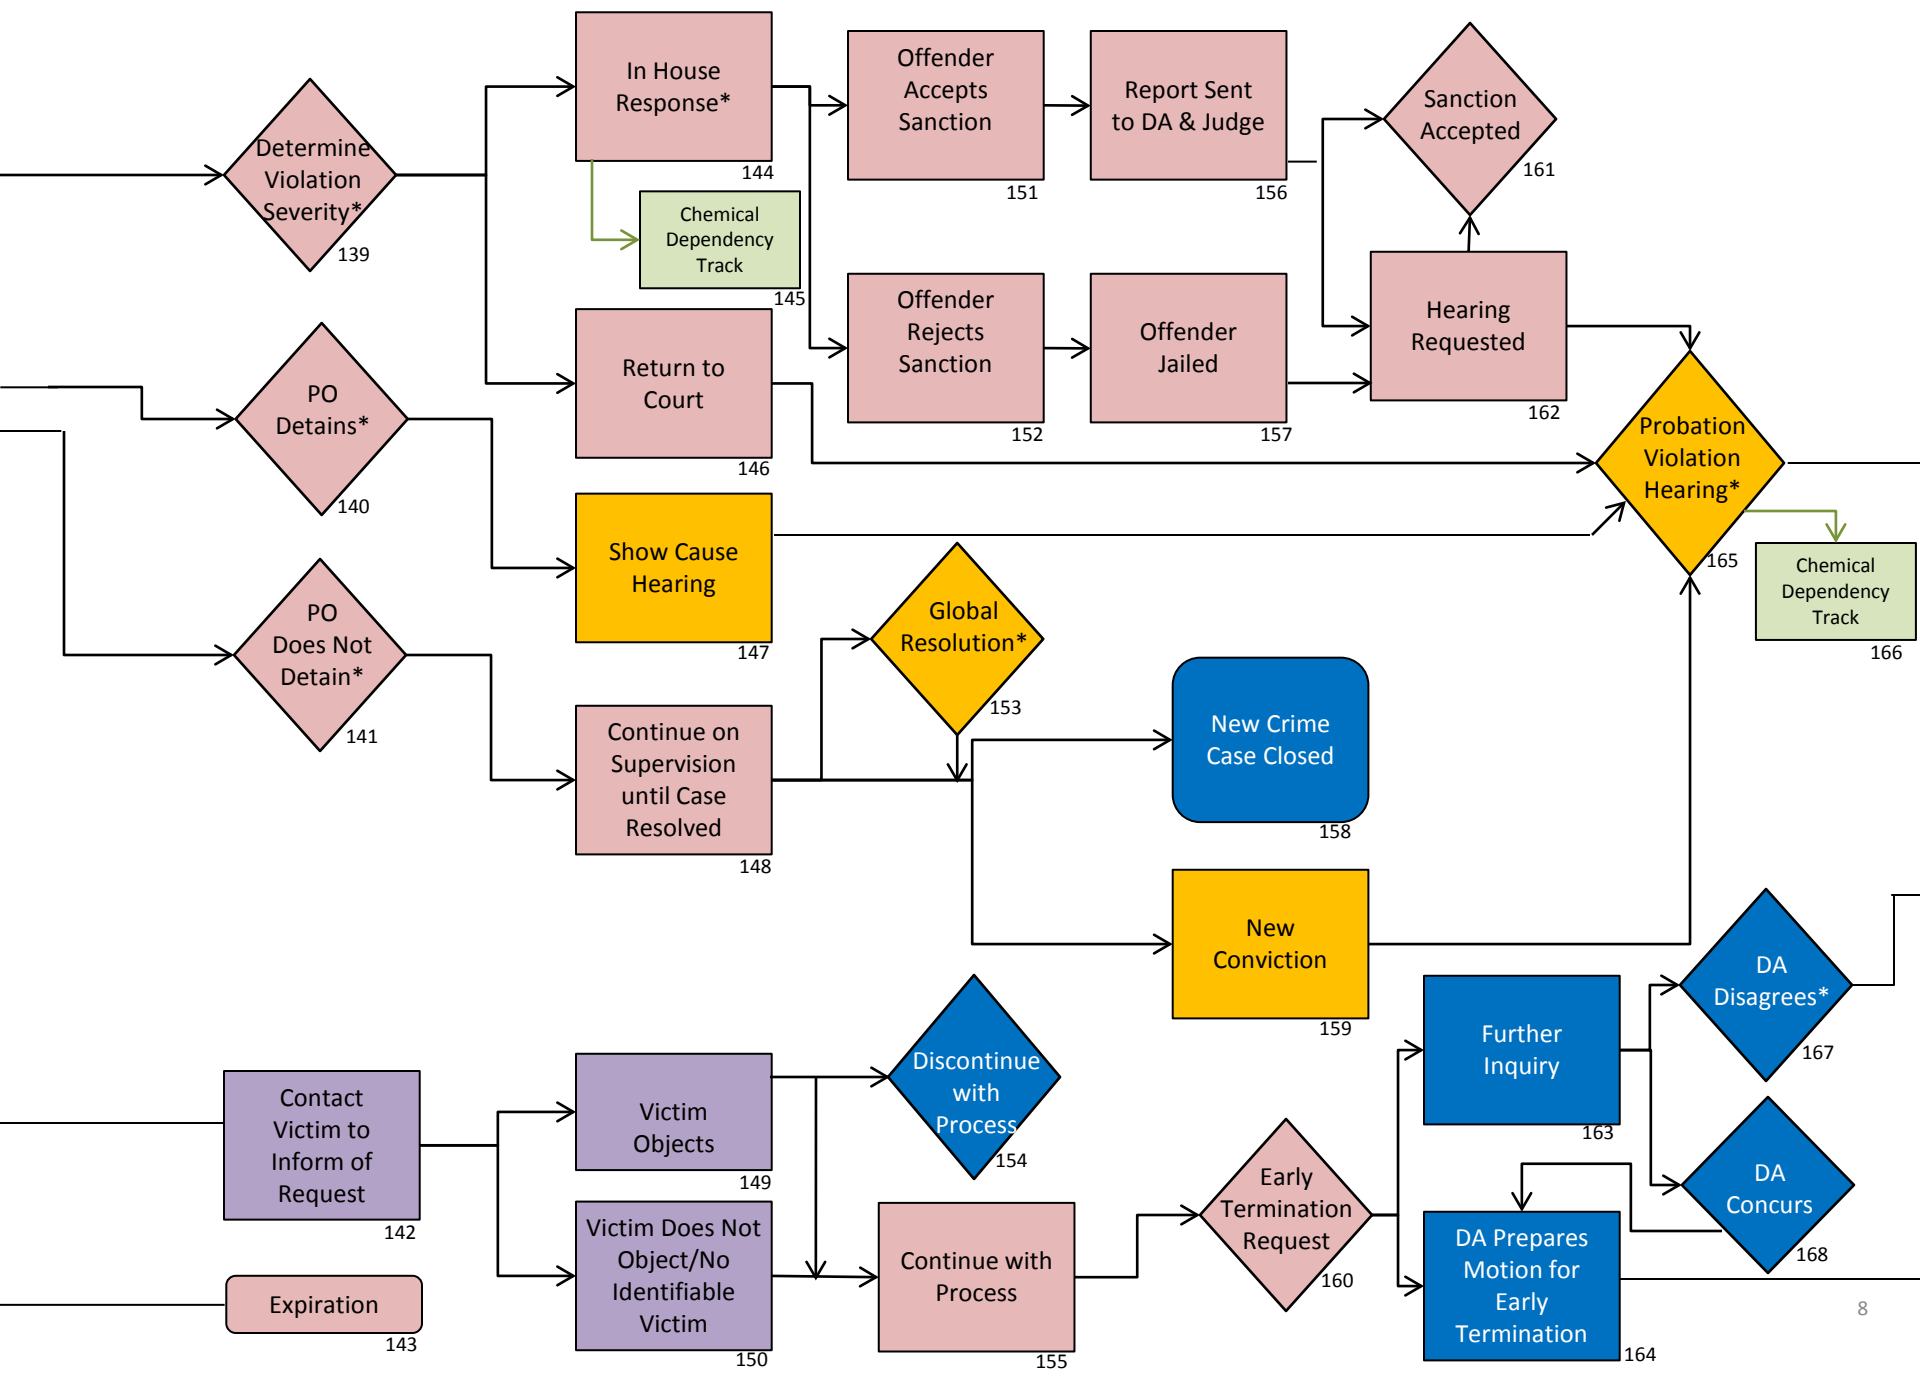 Determine
Violation
Severity*
139
In House
Response*
144
Chemical
Dependency
Track
145
Offender
Accepts
Sanction
151
Report Sent
to DA & Judge
156
Sanction
Accepted
161
Return to
Court
146
Offender
Rejects
Sanction
152
Offender
Jailed
157
Hearing
Requested
162
PO
Detains*
140
Show Cause
Hearing
147
Probation
Violation
Hearing*
165
Chemical
Dependency
Track
166
PO
Does Not
Detain*
141
Continue on
Supervision
until Case
Resolved
148
Global
Resolution*
153
New Crime
Case Closed
158
New
Conviction
159
Contact
Victim to
Inform of
Request
142
Victim
Objects
149
Discontinue
with
Process
154
Victim Does Not
Object/No
Identifiable
Victim
150
Continue with
Process
155
Early
Termination
Request
160
Further
Inquiry
163
DA
Disagrees*
167
DA
Concurs
168
DA Prepares
Motion for
Early
Termination
164
Expiration
143
8